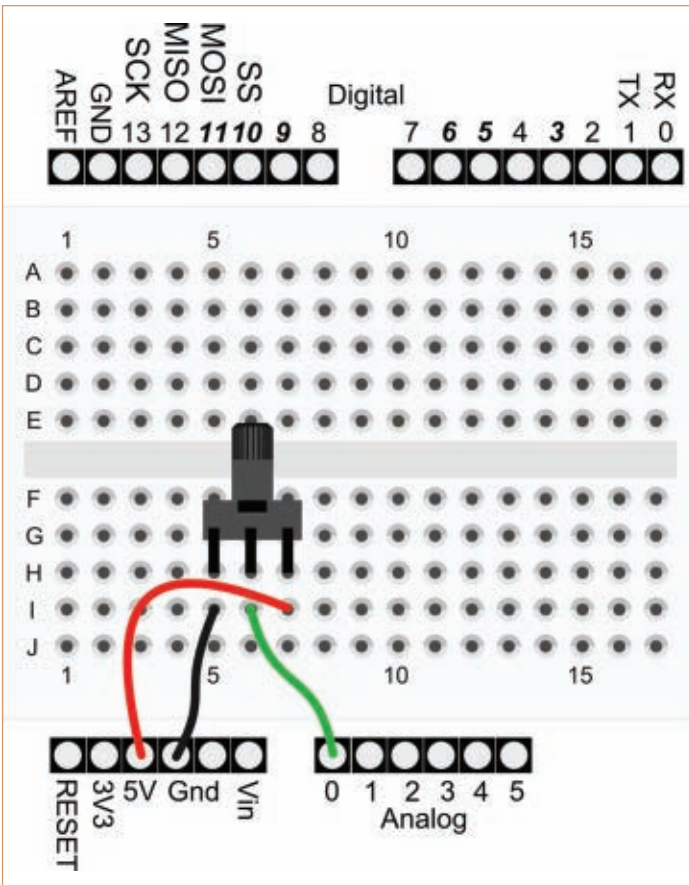 AREF GND SCK MISO MOSI SS Digital TX RX
13 12 11 10 9 8 7 6 5 4 3 2 1 0
1 5 10 15
A
B
C
D
E
F
G
H
I
J
1 5 10 15
RESET 3V3 5V Gnd Vin 0 1 2 3 4 5
Analog